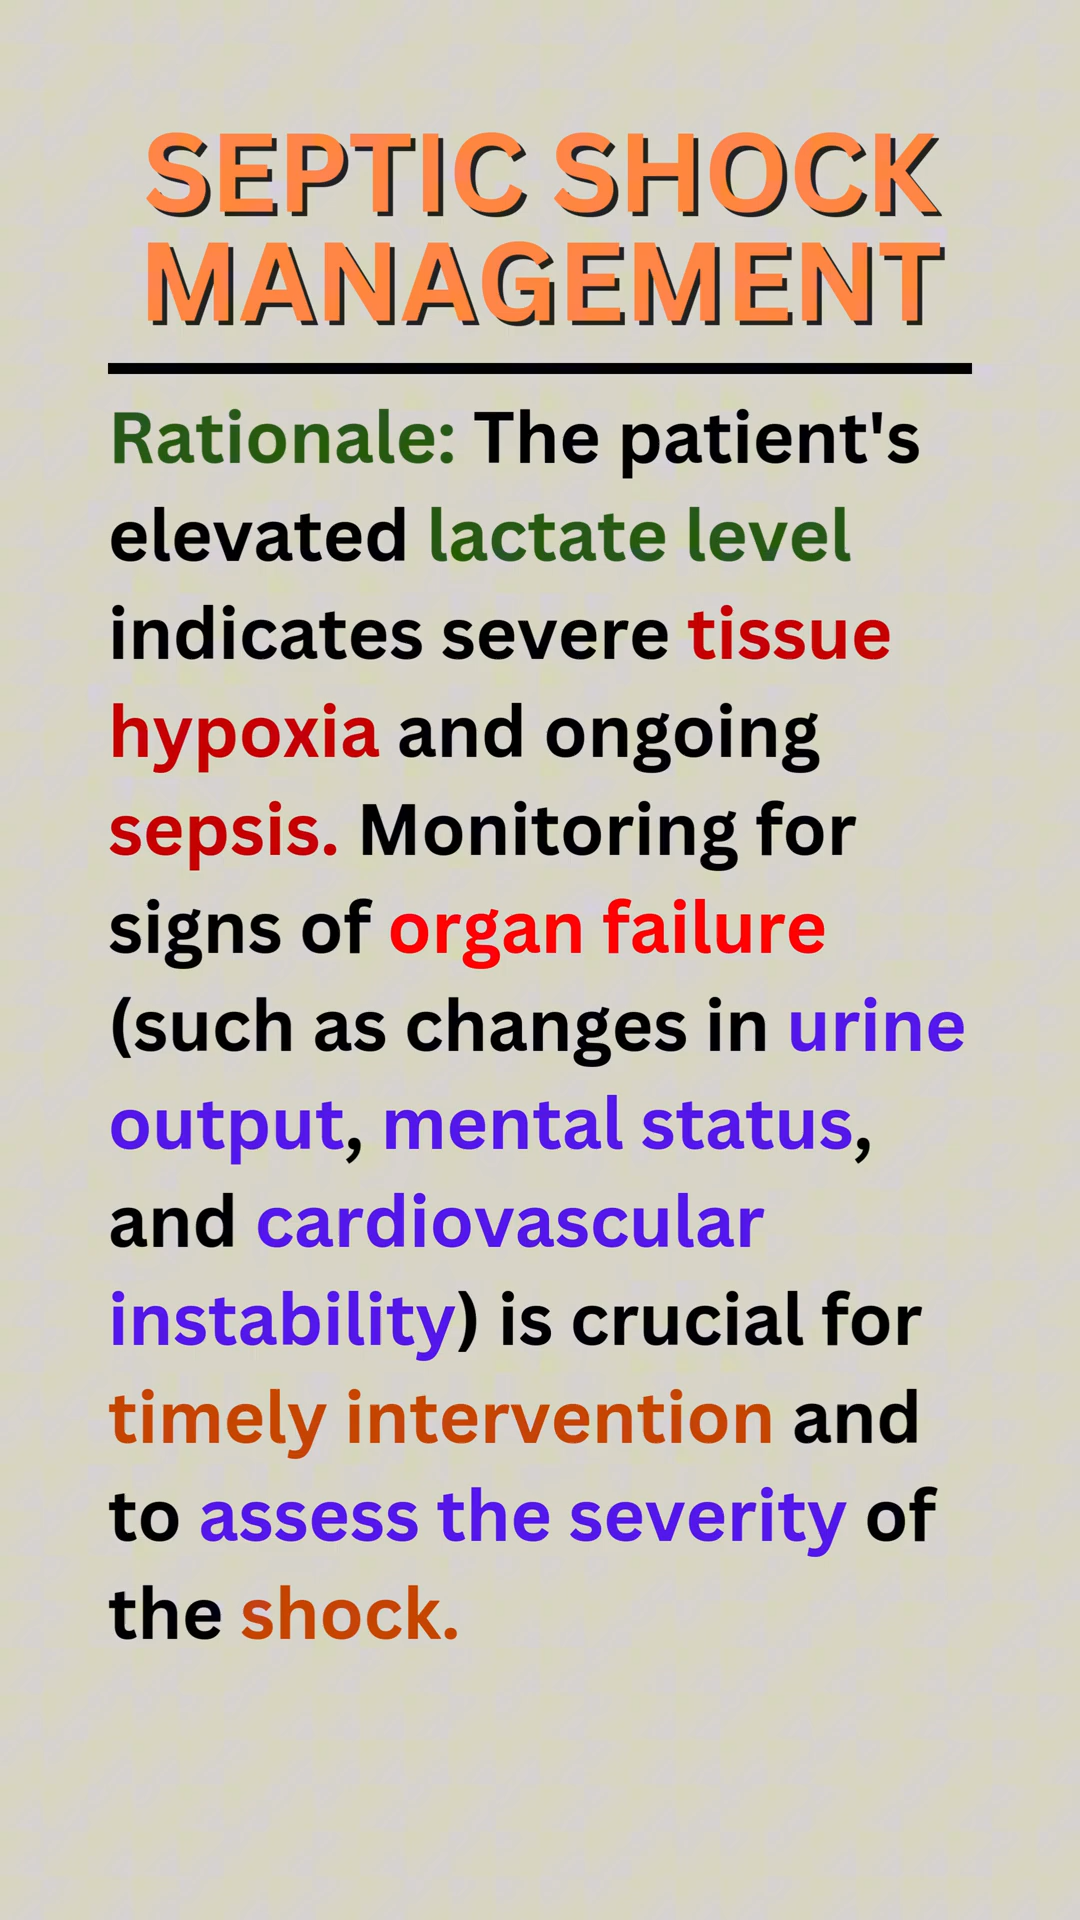 SEPTIC SHOCK
MANAGEMENT
Rationale: The patient's
elevated lactate level
indicates severe tissue
hypoxia and ongoing
sepsis. Monitoring for
signs of organ failure
(such as changes in urine
output, mental status,
and cardiovascular
instability) is crucial for
timely intervention and
to assess the severity of
the shock.